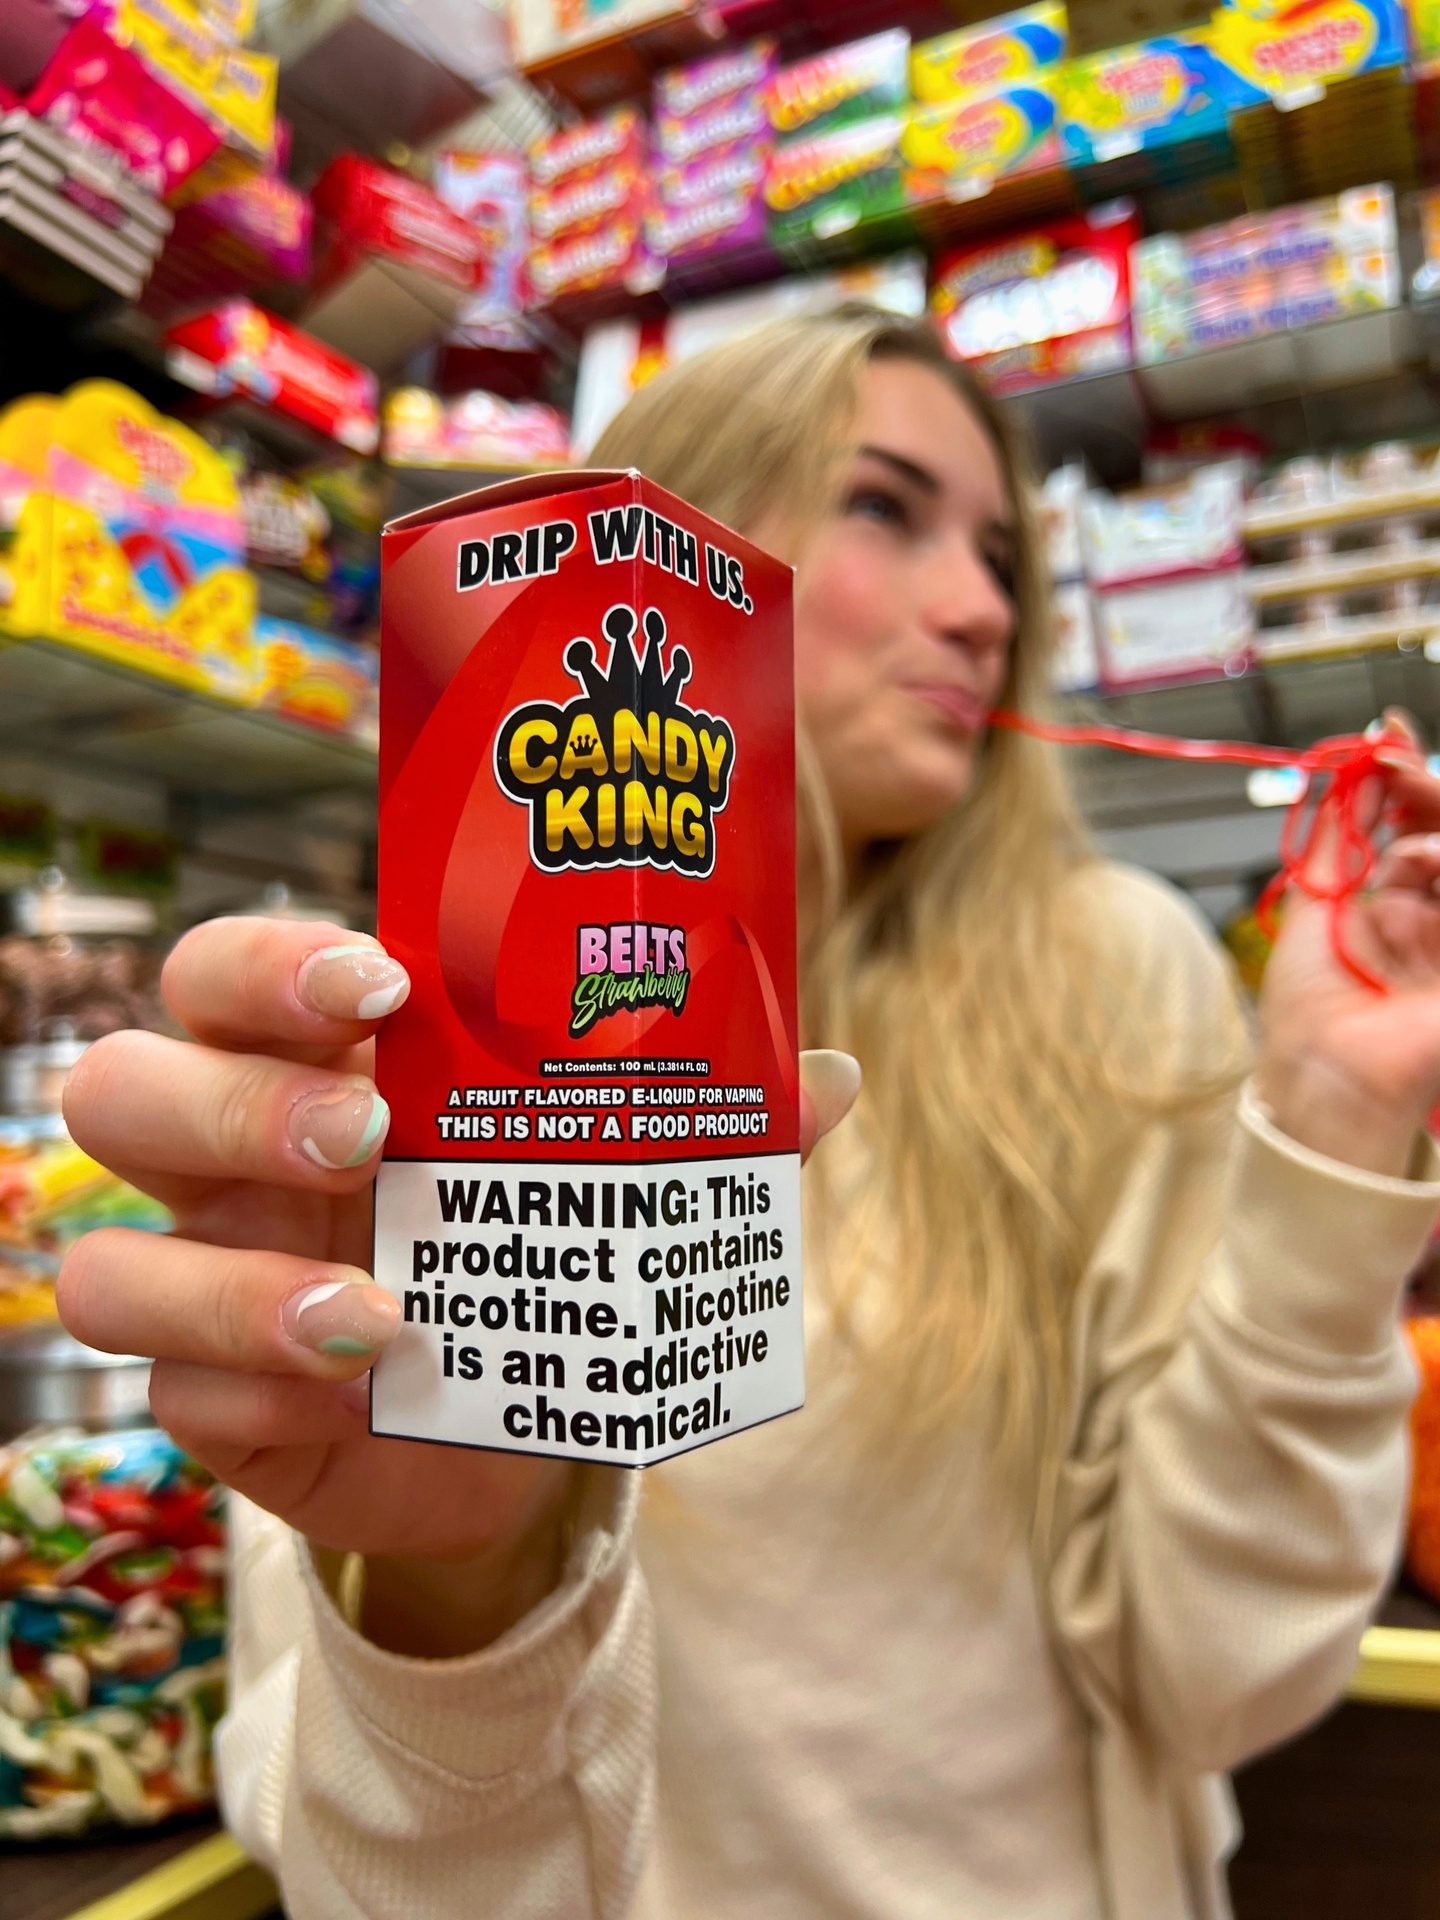 DRIP WITH US.
CANDY
KING
BELTS
Strawberry
Net Contents: 100 mL (3.3814 FL OZ)
A FRUIT FLAVORED E-LIQUID FOR VAPING
THIS IS NOT A FOOD PRODUCT
WARNING: This
product contains
nicotine. Nicotine
is an addictive
chemical.